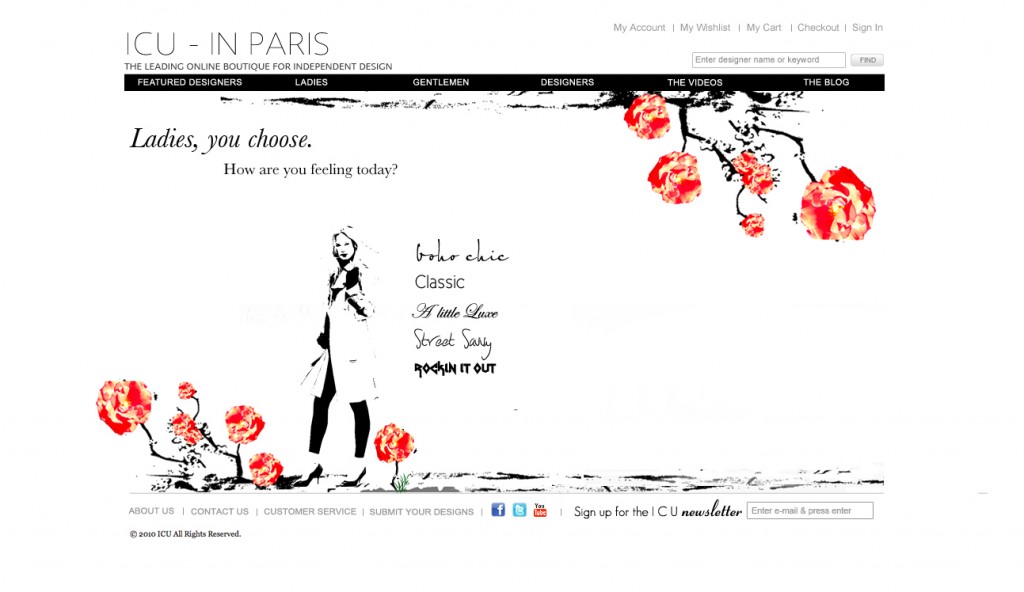 My Account | My Wishlist | My Cart | Checkout | Sign In
ICU - IN PARIS
THE LEADING ONLINE BOUTIQUE FOR INDEPENDENT DESIGN
Enter designer name or keyword FIND
FEATURED DESIGNERS LADIES GENTLEMEN DESIGNERS THE VIDEOS THE BLOG
Ladies, you choose.
How are you feeling today?
boho chic
Classic
A little Luxe
Street Savvy
ROCKIN IT OUT
ABOUT US | CONTACT US | CUSTOMER SERVICE | SUBMIT YOUR DESIGNS | f t You Tube | Sign up for the I C U newsletter Enter e-mail & press enter
© 2010 ICU All Rights Reserved.